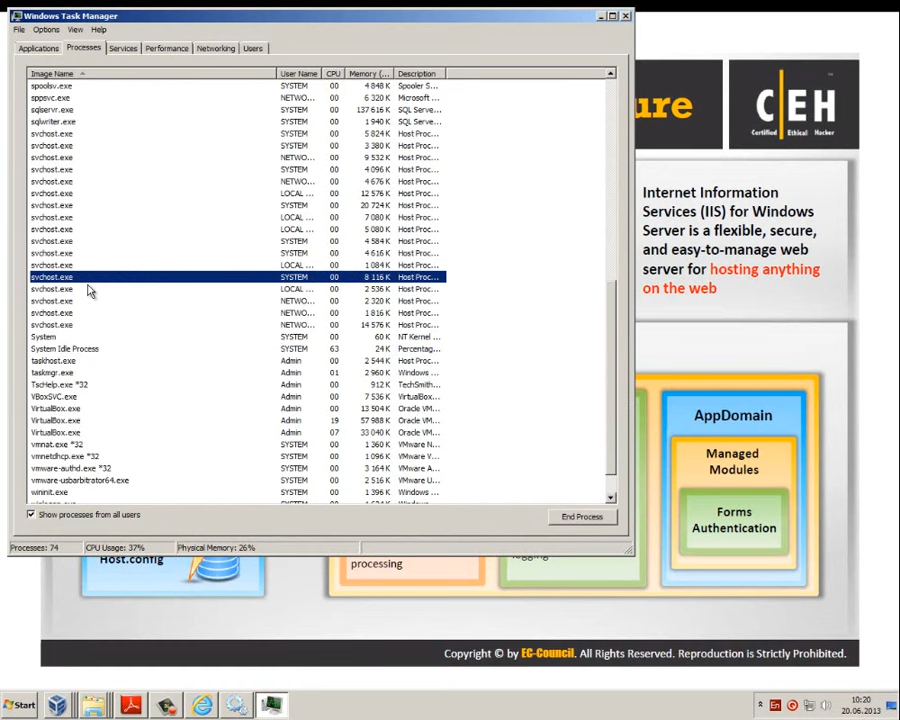 Windows Task Manager
File Options View Help
Applications Processes Services Performance Networking Users
Image Name User Name CPU Memory (... Description
spoolsv.exe SYSTEM 00 4 848 K Spooler S...
sppsvc.exe NETWO... 00 6 320 K Microsoft ...
sqlservr.exe SYSTEM 00 137 616 K SQL Serve...
sqlwriter.exe SYSTEM 00 1 940 K SQL Serve...
svchost.exe SYSTEM 00 5 824 K Host Proc...
svchost.exe SYSTEM 00 3 380 K Host Proc...
svchost.exe NETWO... 00 9 532 K Host Proc...
svchost.exe SYSTEM 00 4 096 K Host Proc...
svchost.exe NETWO... 00 4 676 K Host Proc...
svchost.exe LOCAL ... 00 12 576 K Host Proc...
svchost.exe SYSTEM 00 20 724 K Host Proc...
svchost.exe LOCAL ... 00 7 080 K Host Proc...
svchost.exe LOCAL ... 00 5 080 K Host Proc...
svchost.exe SYSTEM 00 4 584 K Host Proc...
svchost.exe SYSTEM 00 4 616 K Host Proc...
svchost.exe LOCAL ... 00 1 084 K Host Proc...
svchost.exe SYSTEM 00 8 116 K Host Proc...
svchost.exe LOCAL ... 00 2 536 K Host Proc...
svchost.exe NETWO... 00 2 320 K Host Proc...
svchost.exe NETWO... 00 1 816 K Host Proc...
svchost.exe NETWO... 00 14 576 K Host Proc...
System SYSTEM 00 60 K NT Kernel ...
System Idle Process SYSTEM 63 24 K Percentag...
taskhost.exe Admin 00 2 544 K Host Proc...
taskmgr.exe Admin 01 2 960 K Windows ...
TscHelp.exe *32 Admin 00 912 K TechSmith...
VBoxSVC.exe Admin 00 7 536 K VirtualBox...
VirtualBox.exe Admin 00 13 504 K Oracle VM...
VirtualBox.exe Admin 19 57 988 K Oracle VM...
VirtualBox.exe Admin 07 33 040 K Oracle VM...
vmnat.exe *32 SYSTEM 00 1 360 K VMware N...
vmnetdhcp.exe *32 SYSTEM 00 1 096 K VMware V...
vmware-authd.exe *32 SYSTEM 00 3 164 K VMware A...
vmware-usbarbitrator64.exe SYSTEM 00 2 516 K VMware U...
wininit.exe SYSTEM 00 1 396 K Windows ...
Show processes from all users End Process
Processes: 74 CPU Usage: 37% Physical Memory: 26%
ure
CEH
Certified Ethical Hacker
Internet Information
Services (IIS) for Windows
Server is a flexible, secure,
and easy-to-manage web
server for hosting anything
on the web
AppDomain
Managed
Modules
Forms
Authentication
Host.config
processing
logging
Copyright © by EC-Council. All Rights Reserved. Reproduction is Strictly Prohibited.
Start
En
10:20
20.06.2013